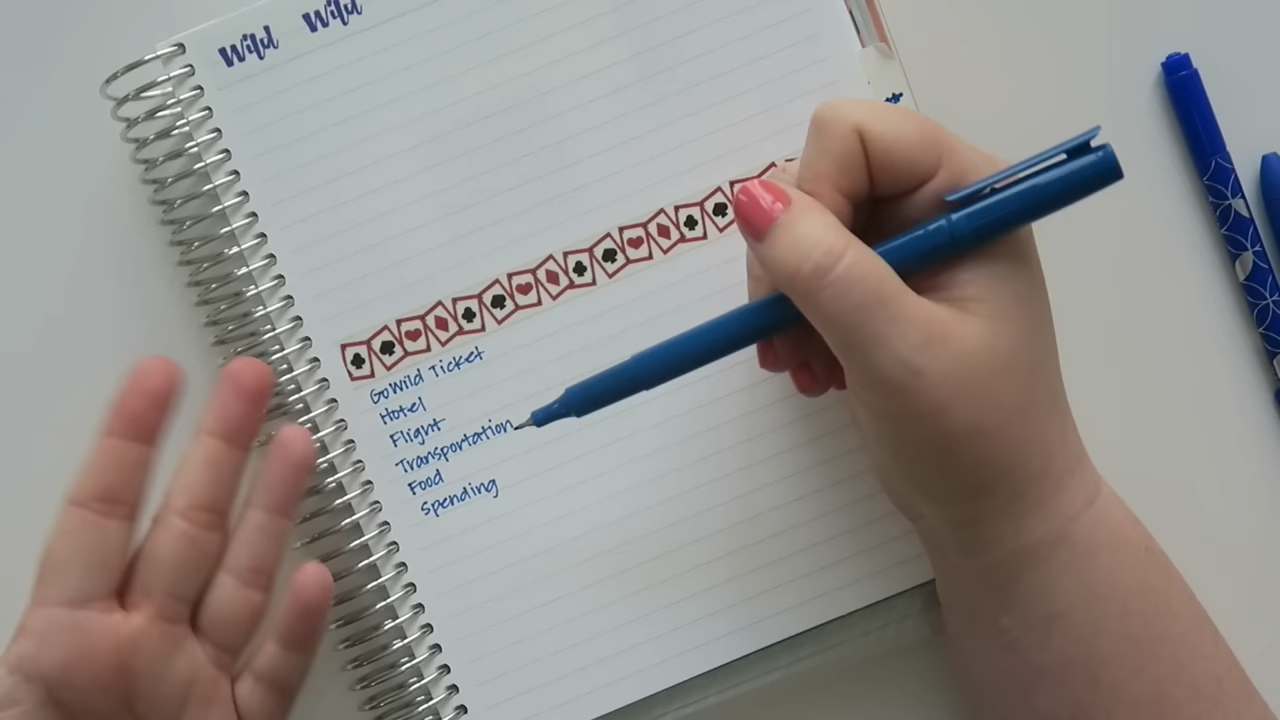 Wild Wild
GoWild Ticket
Hotel
Flight
Transportation
Food
Spending